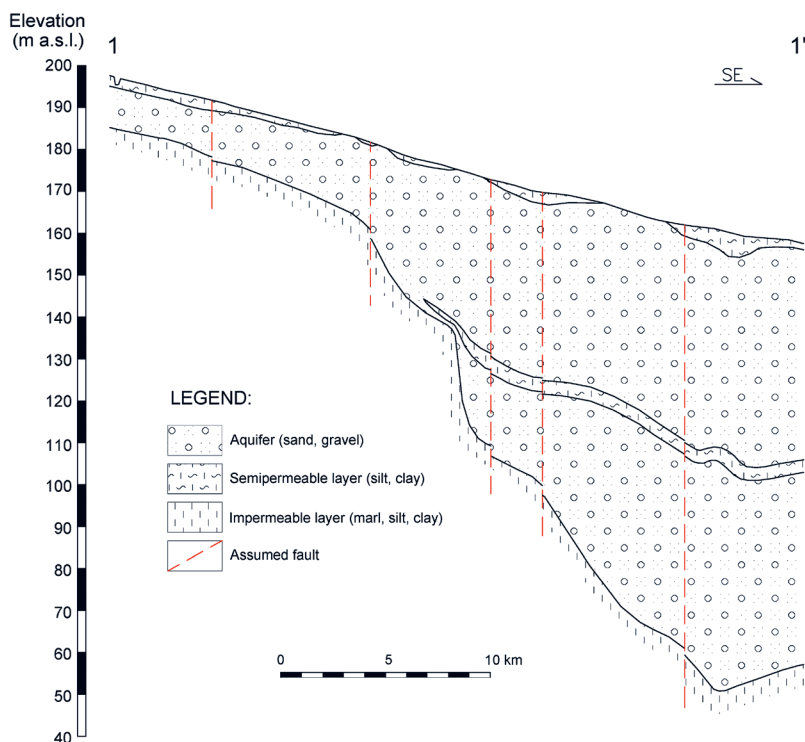 Elevation
(m a.s.l.)
1
1'
SE
200
190
180
170
160
150
140
130
120
110
100
90
80
70
60
50
40
LEGEND:
Aquifer (sand, gravel)
Semipermeable layer (silt, clay)
Impermeable layer (marl, silt, clay)
Assumed fault
0 5 10 km